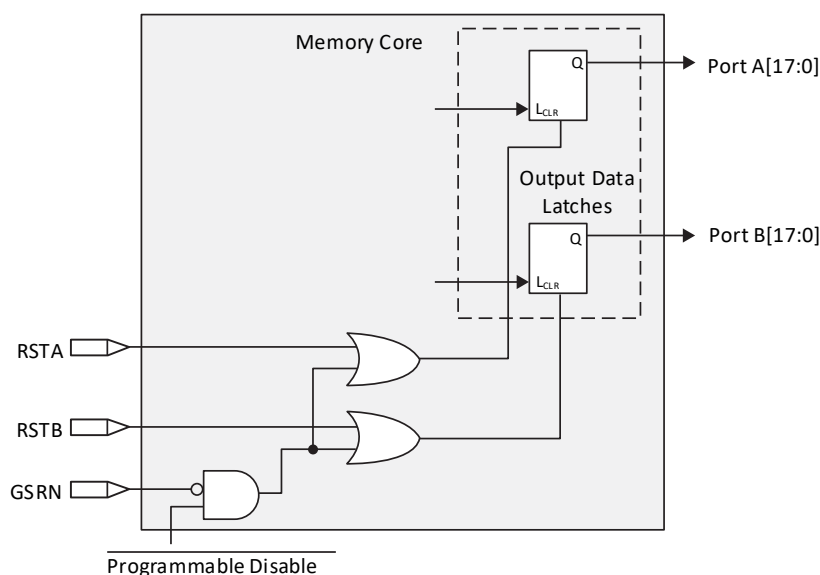 Memory Core
Q
Port A[17:0]
LCLR
Output Data
Latches
Q
Port B[17:0]
LCLR
RSTA
RSTB
GSRN
Programmable Disable